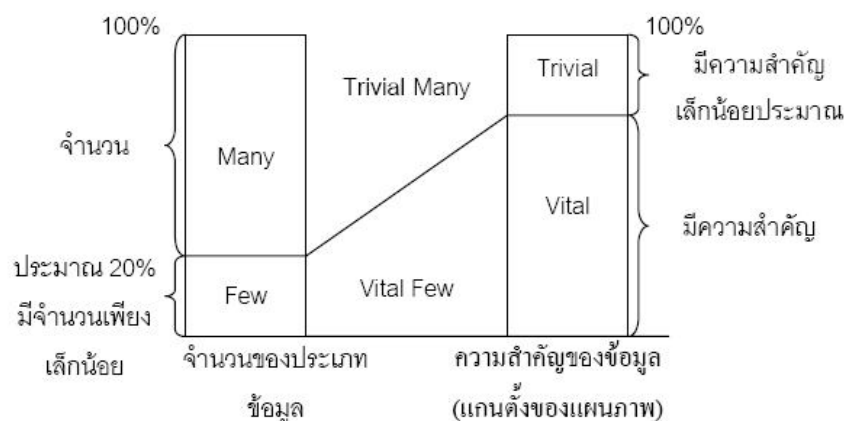 100%
100%
Trivial
มีความสำคัญ
เล็กน้อยประมาณ
Trivial Many
จำนวน
Many
Vital
มีความสำคัญ
ประมาณ 20%
มีจำนวนเพียง
เล็กน้อย
Few
Vital Few
จำนวนของประเภท
ข้อมูล
ความสำคัญของข้อมูล
(แกนตั้งของแผนภาพ)